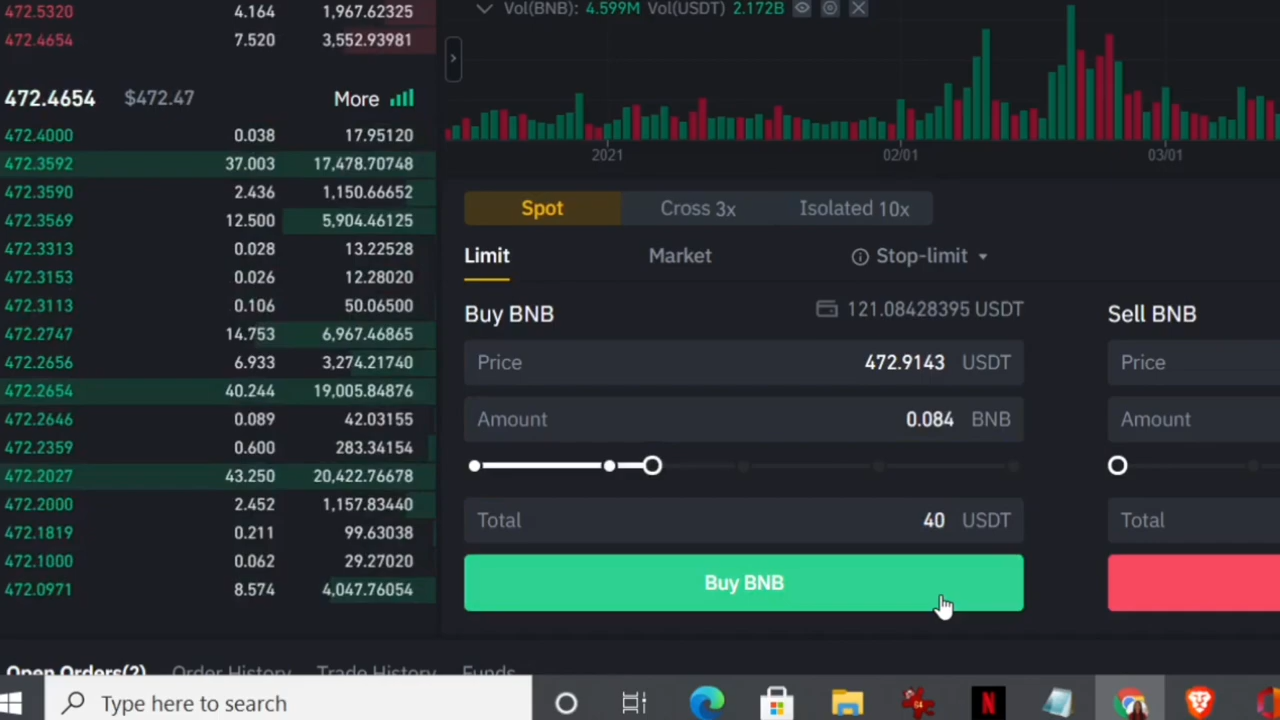 472.5320 4.164 1,967.62325
472.4654 7.520 3,552.93981
472.4654 $472.47 More
472.4000 0.038 17.95120
472.3592 37.003 17,478.70748
472.3590 2.436 1,150.66652
472.3569 12.500 5,904.46125
472.3313 0.028 13.22528
472.3153 0.026 12.28020
472.3113 0.106 50.06500
472.2747 14.753 6,967.46865
472.2656 6.933 3,274.21740
472.2654 40.244 19,005.84876
472.2646 0.089 42.03155
472.2359 0.600 283.34154
472.2027 43.250 20,422.76678
472.2000 2.452 1,157.83440
472.1819 0.211 99.63038
472.1000 0.062 29.27020
472.0971 8.574 4,047.76054
Vol(BNB): 4.599M Vol(USDT) 2.172B
2021 02/01 03/01
Spot Cross 3x Isolated 10x
Limit Market Stop-limit
Buy BNB 121.08428395 USDT
Price 472.9143 USDT
Amount 0.084 BNB
Total 40 USDT
Buy BNB
Sell BNB
Price
Amount
Total
Open Orders(2) Order History Trade History Funds
Type here to search
64
N